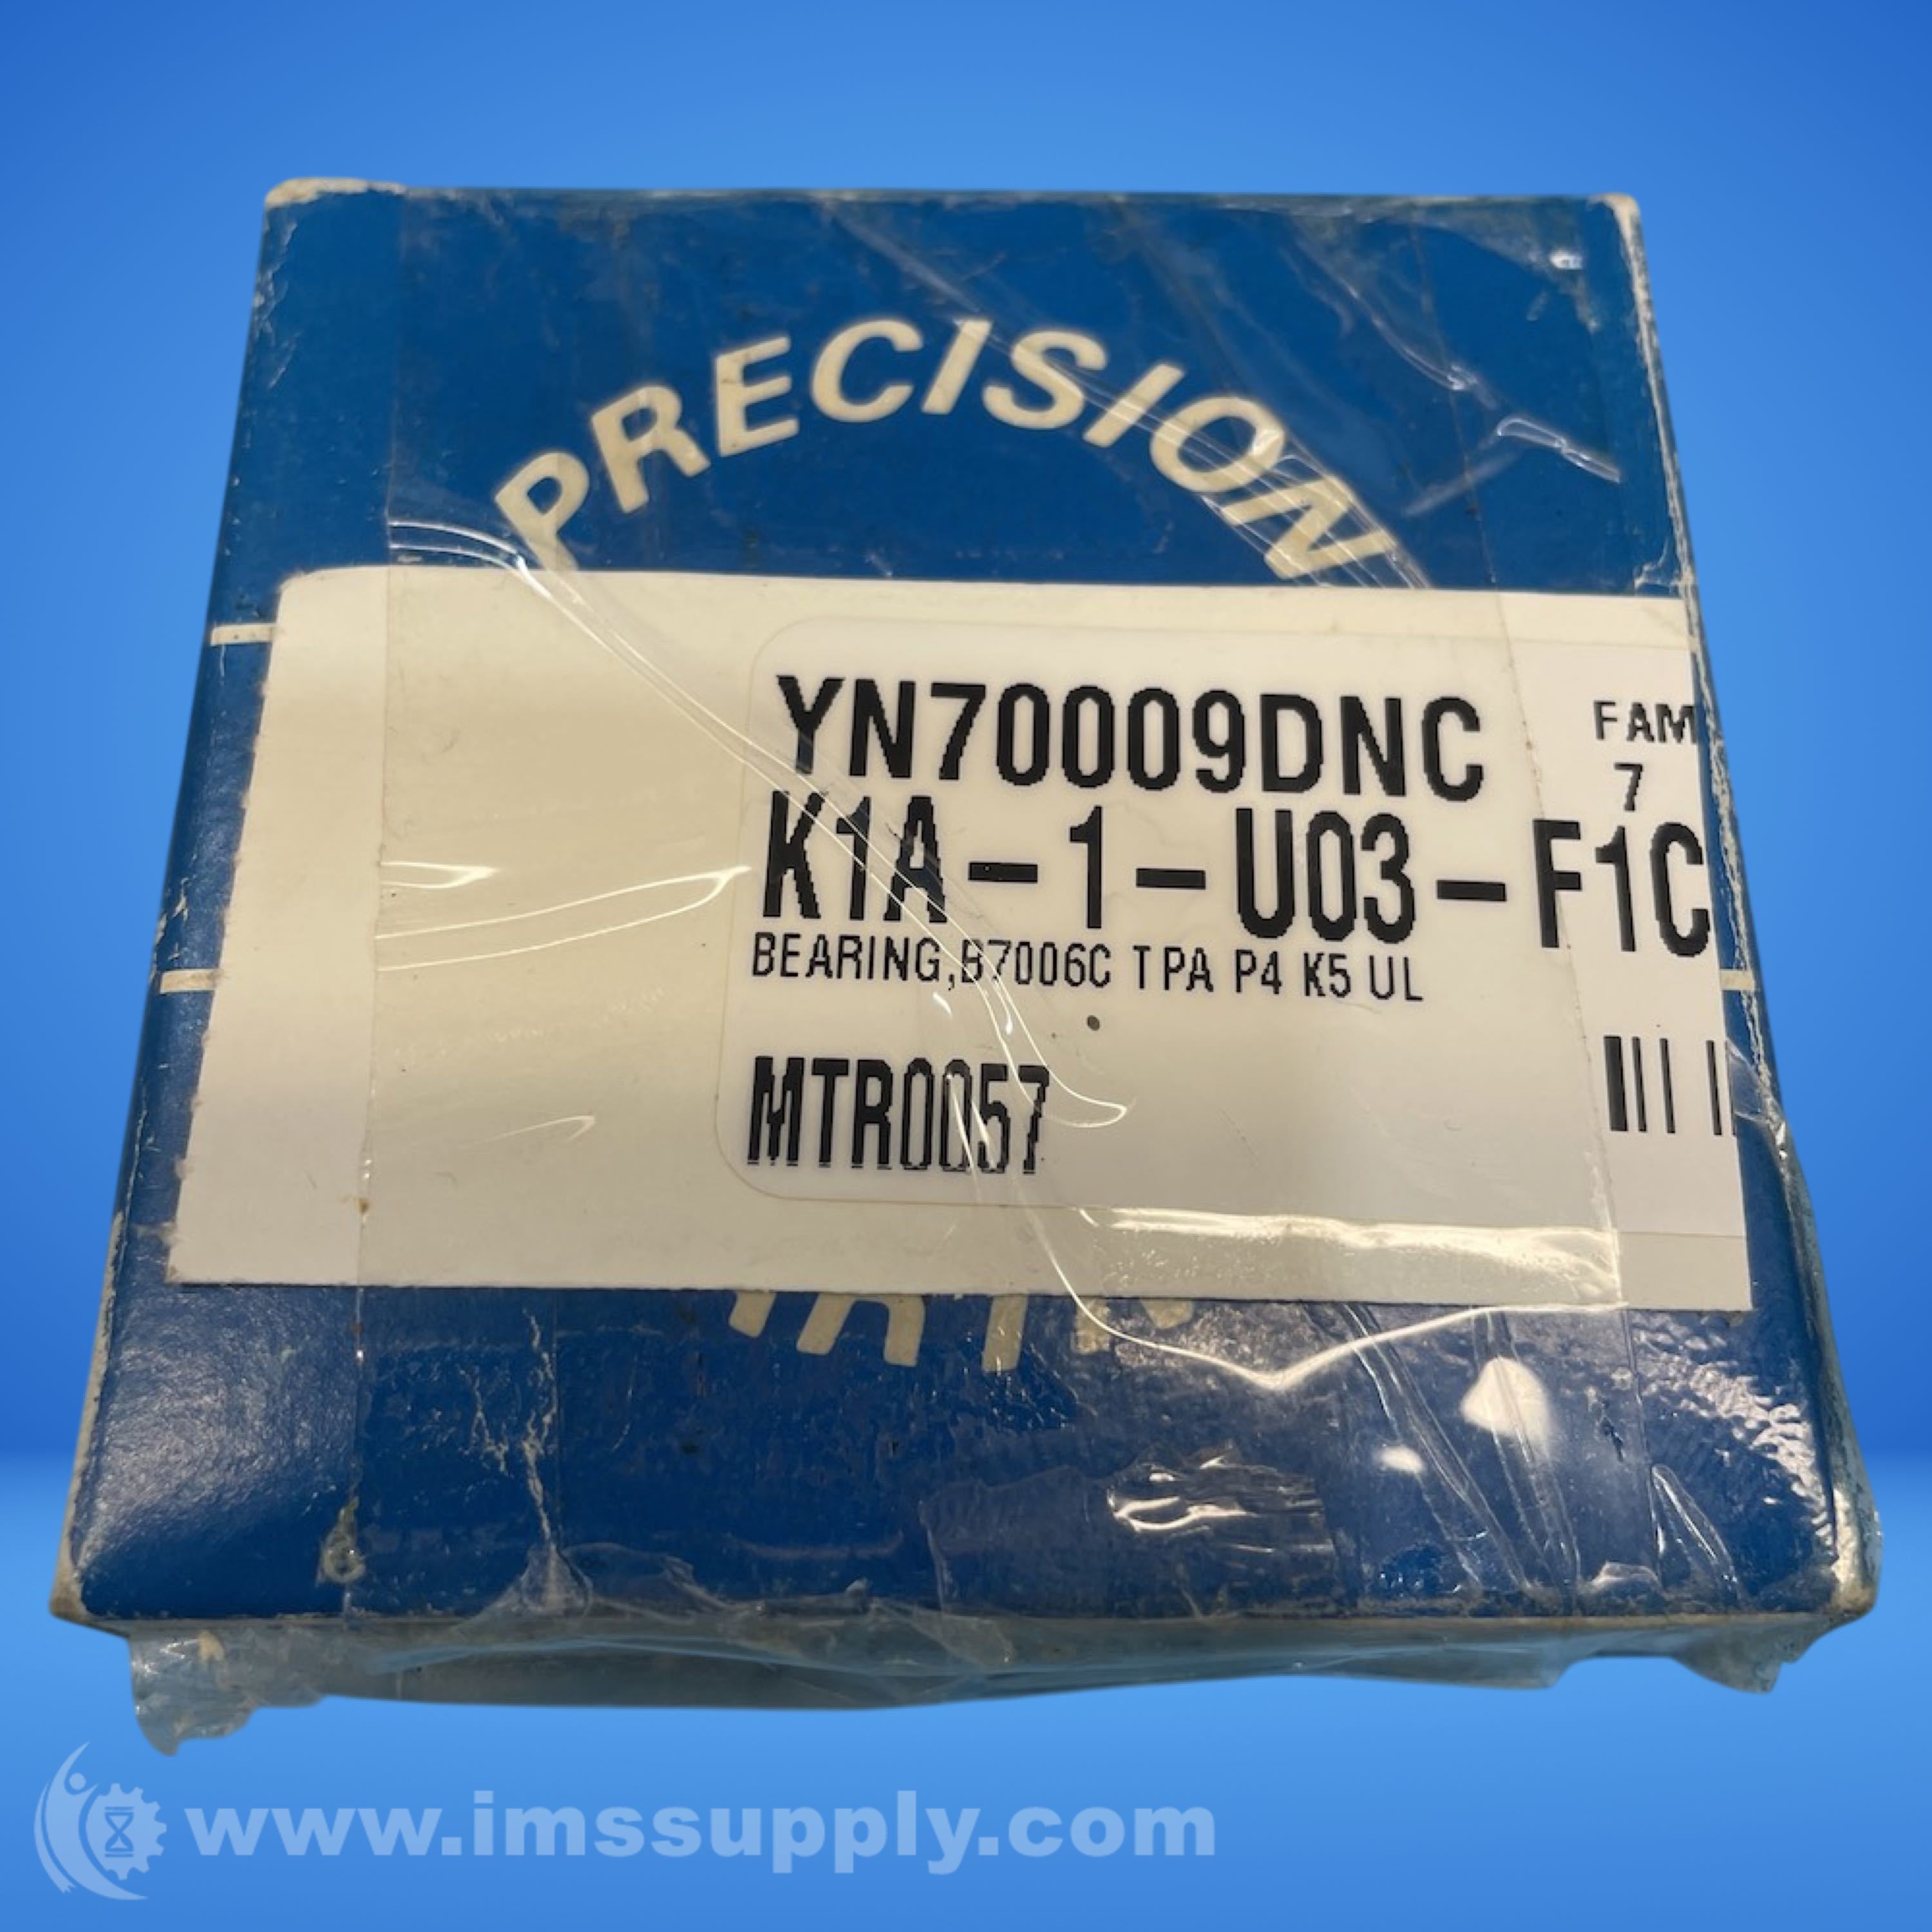 PRECISION
YN70009DNC
FAM
7
K1A-1-U03-F1C
BEARING,B7006C TPA P4 K5 UL
MTR0057
www.imssupply.com